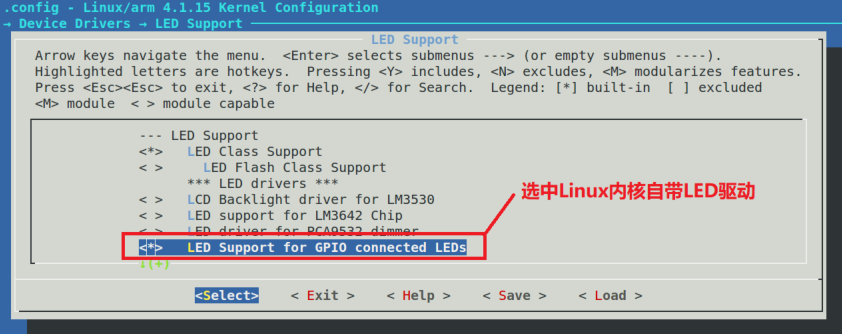 .config - Linux/arm 4.1.15 Kernel Configuration
→ Device Drivers → LED Support
LED Support
Arrow keys navigate the menu.  <Enter> selects submenus ---> (or empty submenus ----).
Highlighted letters are hotkeys.  Pressing <Y> includes, <N> excludes, <M> modularizes features.
Press <Esc><Esc> to exit, <?> for Help, </> for Search.  Legend: [*] built-in  [ ] excluded
<M> module  < > module capable
--- LED Support
<*>   LED Class Support
< >     LED Flash Class Support
*** LED drivers ***
< >   LCD Backlight driver for LM3530
< >   LED support for LM3642 Chip
< >   LED driver for PCA9532 dimmer
<*>   LED Support for GPIO connected LEDs
↓(+)
选中Linux内核自带LED驱动
<Select>    < Exit >    < Help >    < Save >    < Load >